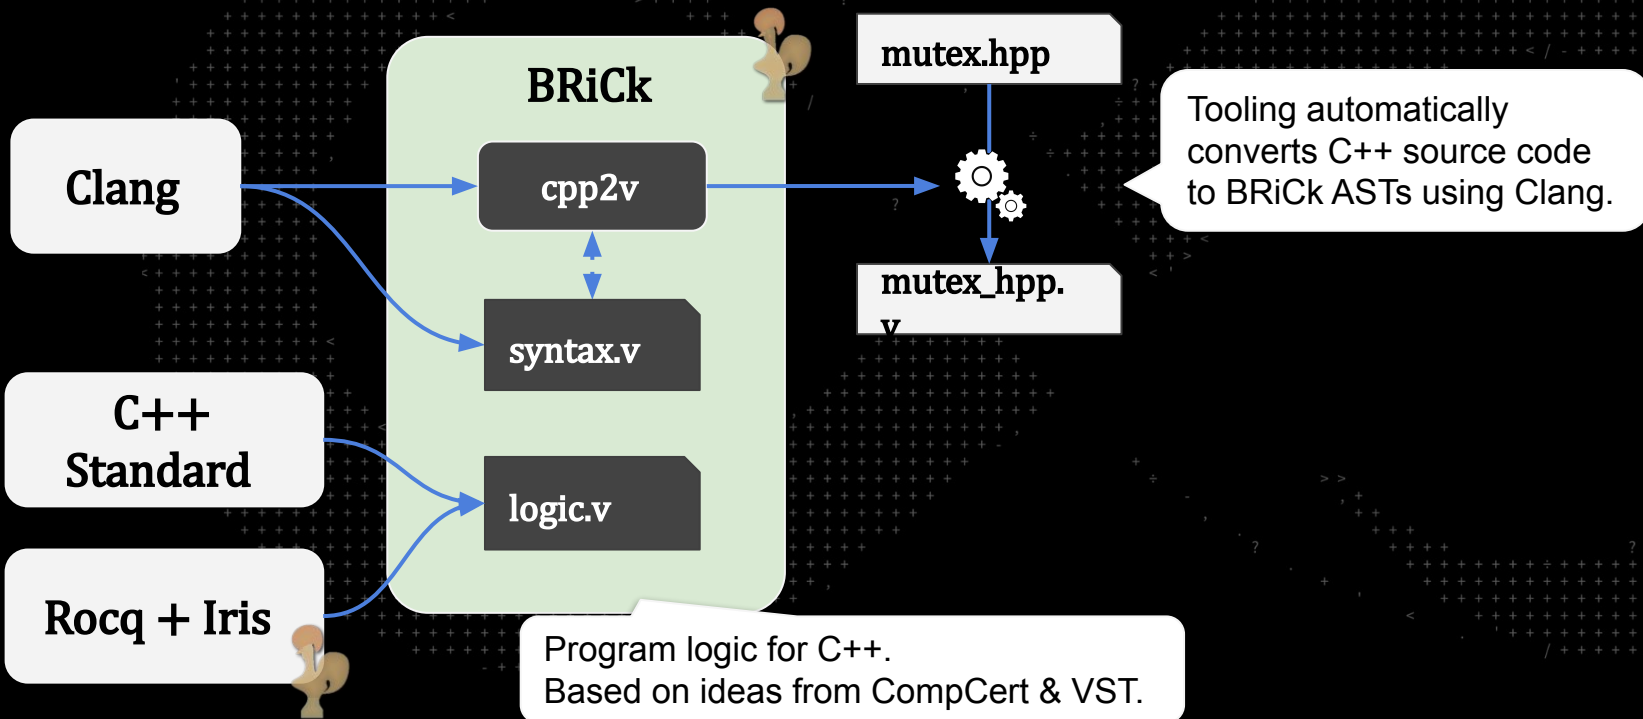 BRiCk
mutex.hpp
Tooling automatically
converts C++ source code
to BRiCk ASTs using Clang.
Clang
cpp2v
mutex_hpp.
v
syntax.v
C++
Standard
logic.v
Rocq + Iris
Program logic for C++.
Based on ideas from CompCert & VST.